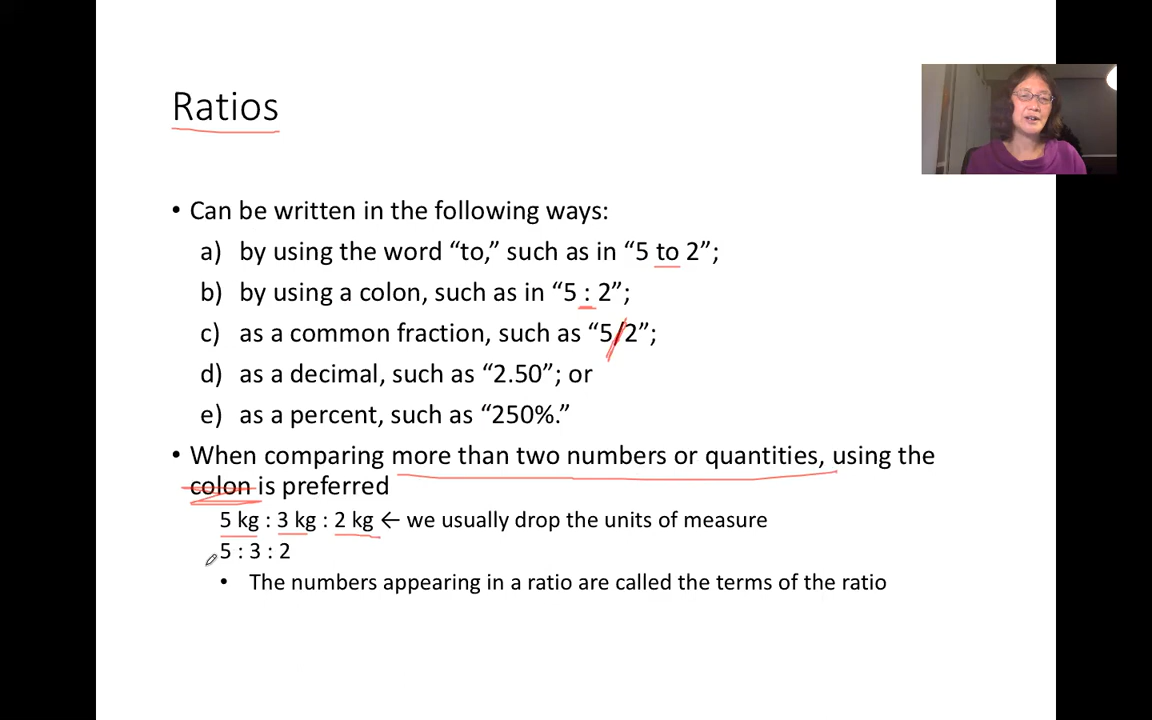 Ratios
• Can be written in the following ways:
a) by using the word “to,” such as in “5 to 2”;
b) by using a colon, such as in “5 : 2”;
c) as a common fraction, such as “5/2”;
d) as a decimal, such as “2.50”; or
e) as a percent, such as “250%.”
• When comparing more than two numbers or quantities, using the
colon is preferred
5 kg : 3 kg : 2 kg ← we usually drop the units of measure
5 : 3 : 2
• The numbers appearing in a ratio are called the terms of the ratio